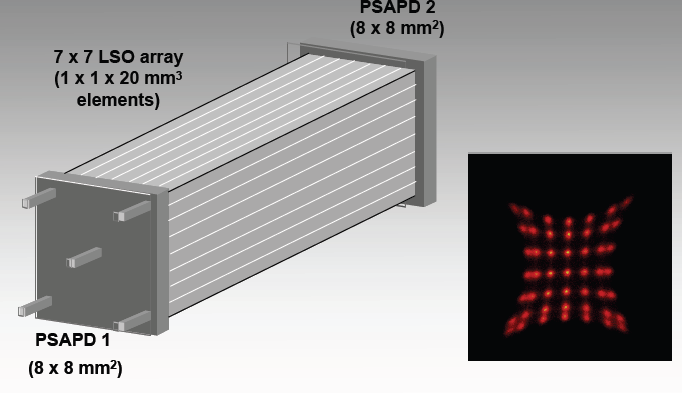 PSAPD 2
(8 x 8 mm²)
7 x 7 LSO array
(1 x 1 x 20 mm³
elements)
PSAPD 1
(8 x 8 mm²)